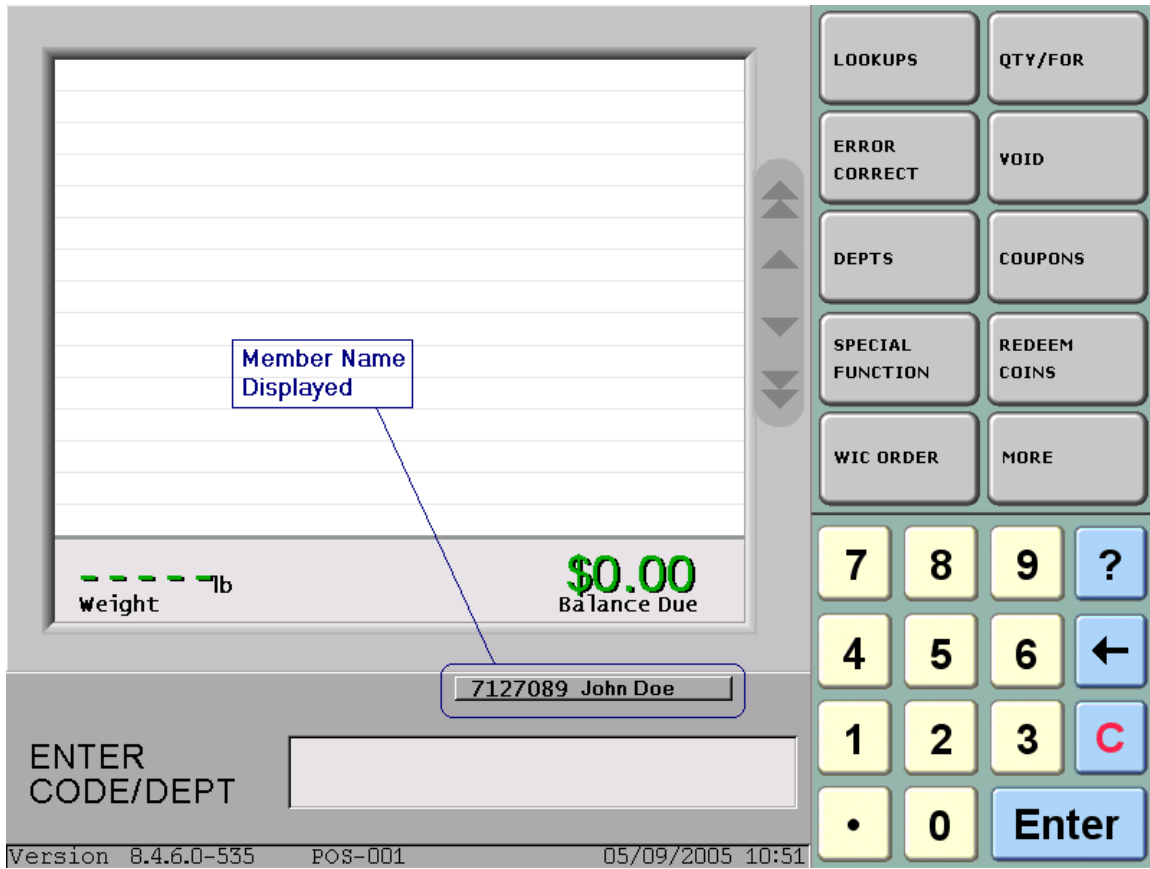 LOOKUPS
QTY/FOR
ERROR
CORRECT
VOID
DEPTS
COUPONS
SPECIAL
FUNCTION
REDEEM
COINS
WIC ORDER
MORE
Member Name
Displayed
- - - - - lb
Weight
$0.00
Balance Due
7127089 John Doe
ENTER
CODE/DEPT
7 8 9 ?
4 5 6 ←
1 2 3 C
. 0 Enter
Version 8.4.6.0-535 POS-001 05/09/2005 10:51